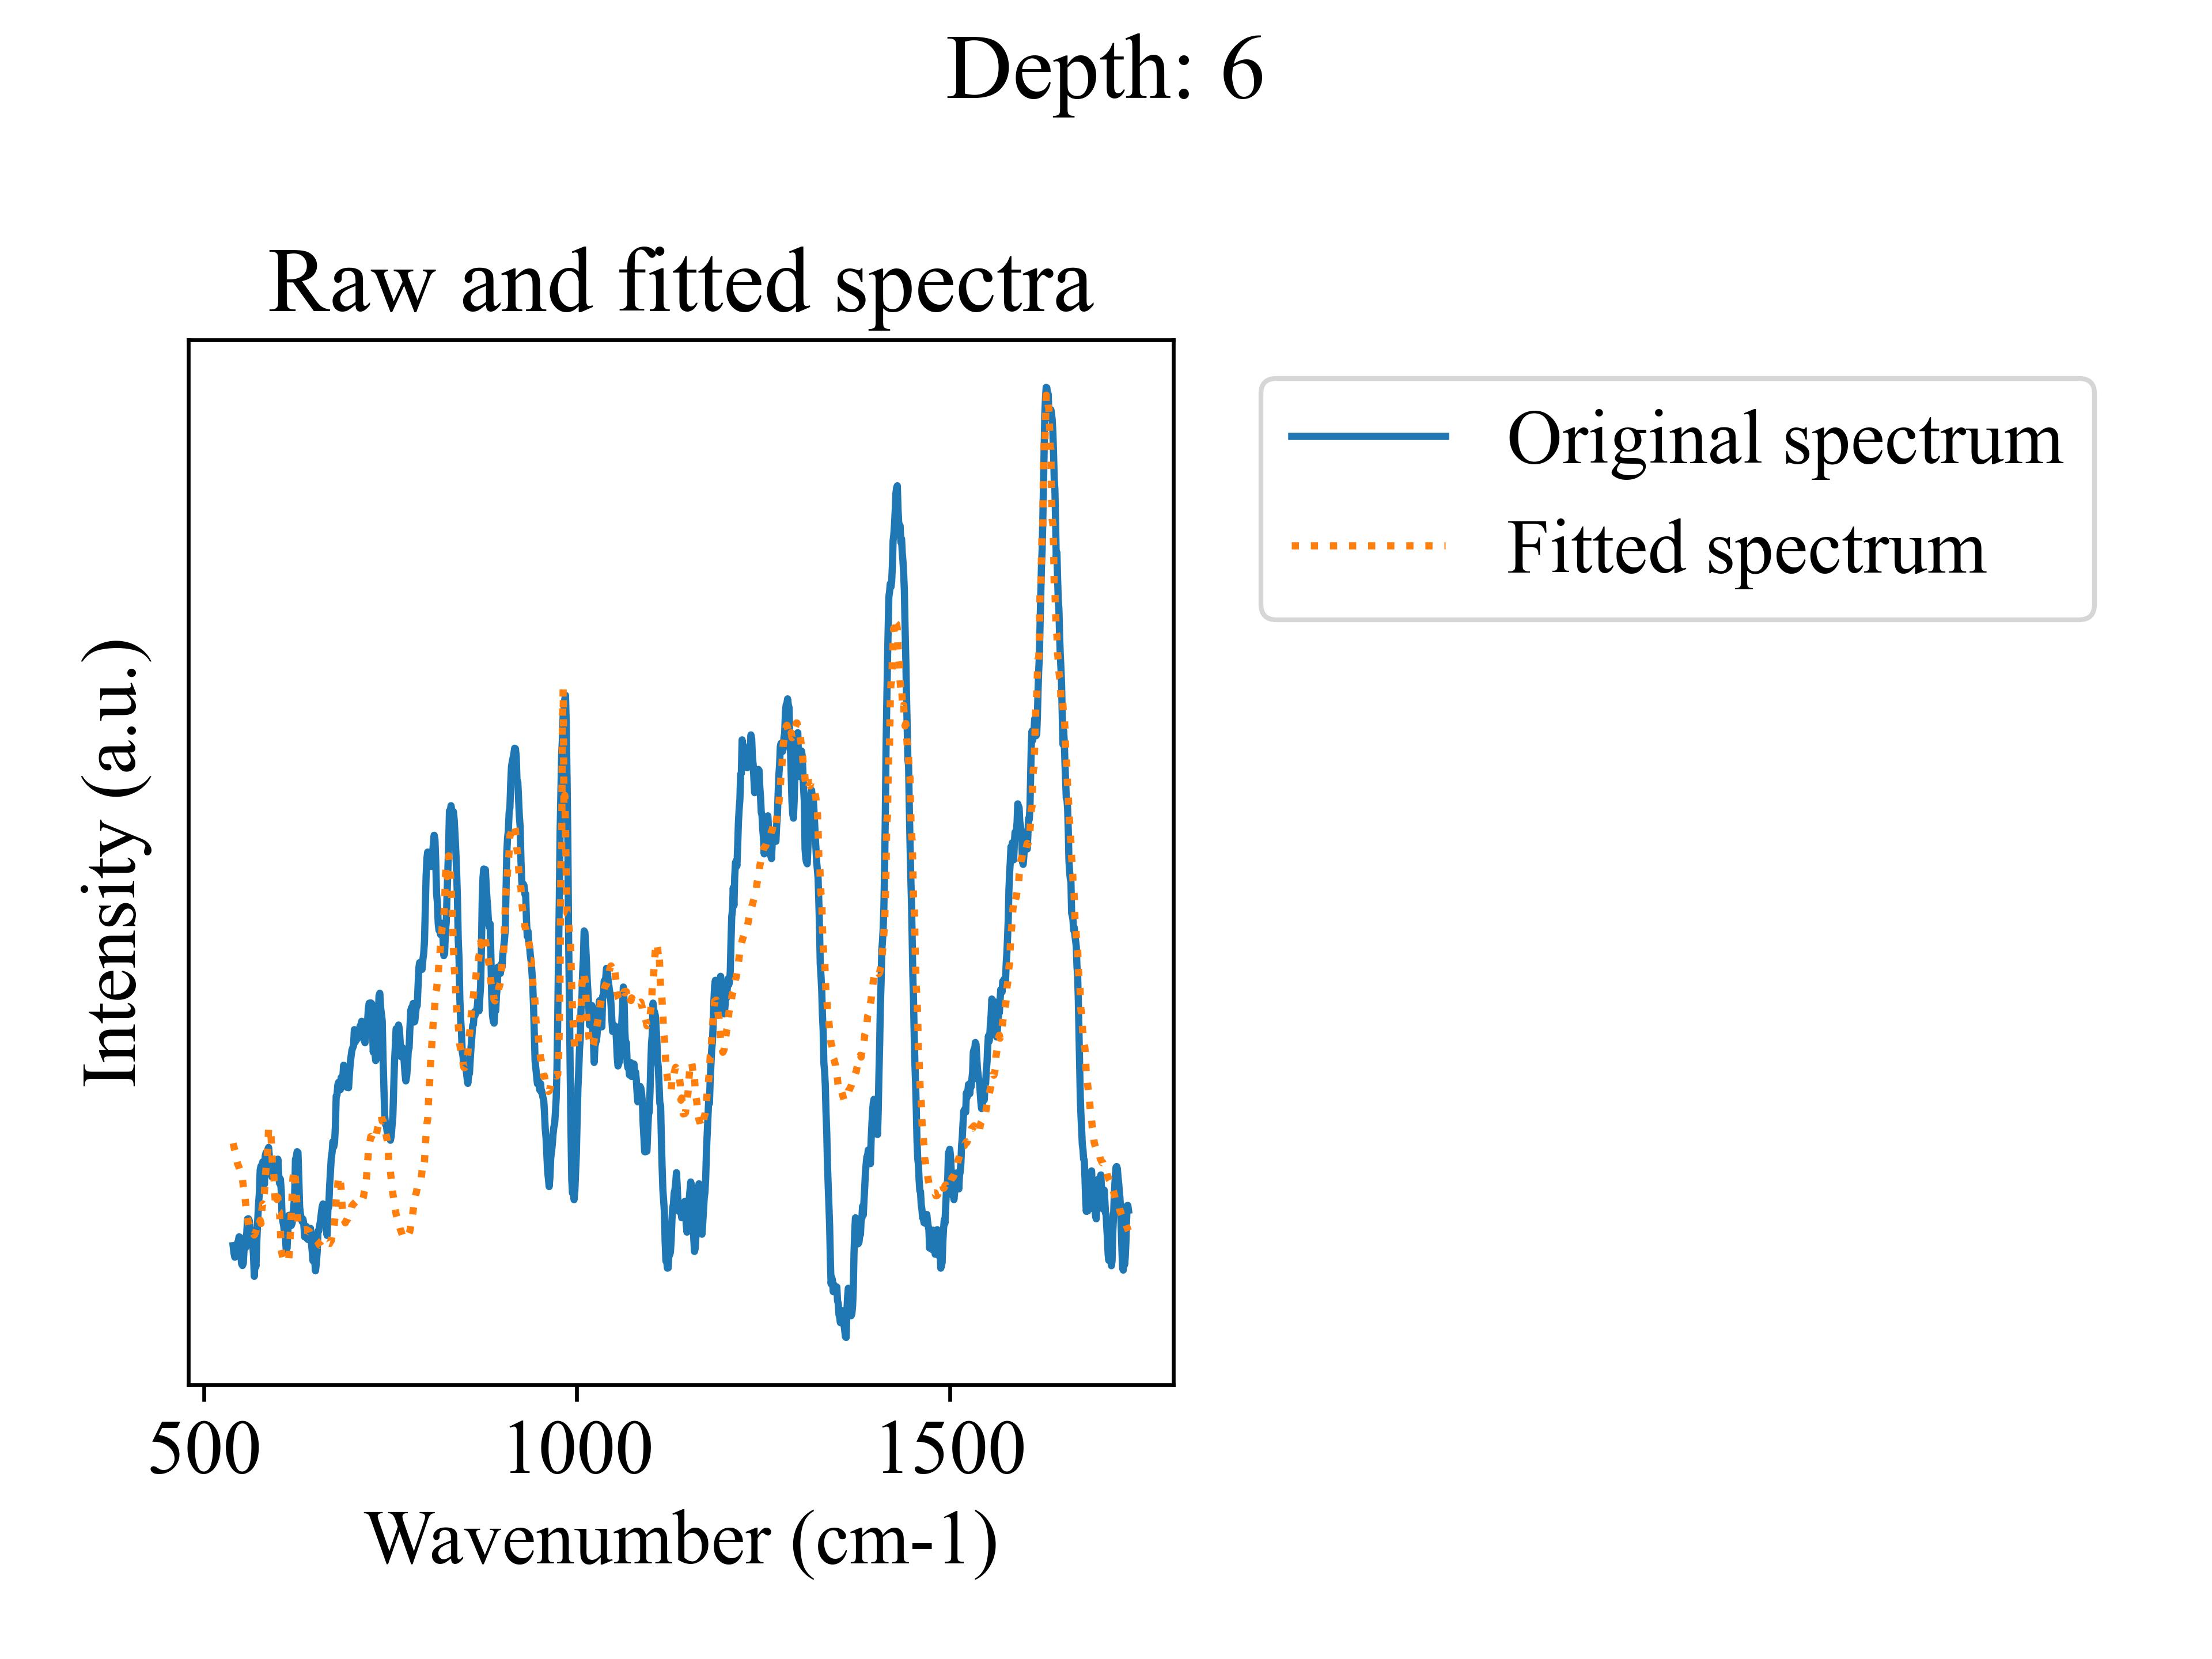 Depth: 6
Raw and fitted spectra
Original spectrum
Fitted spectrum
Intensity (a.u.)
500 1000 1500
Wavenumber (cm-1)